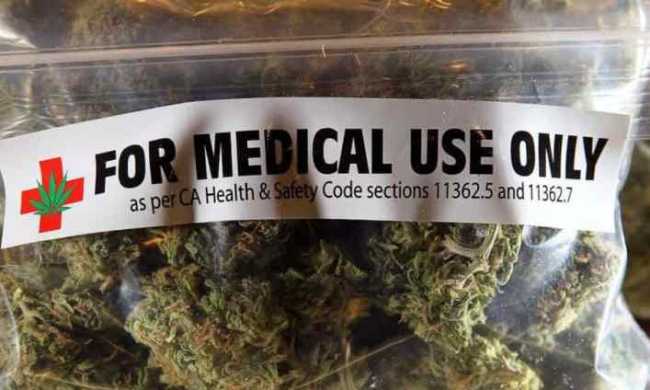 FOR MEDICAL USE ONLY
as per CA Health & Safety Code sections 11362.5 and 11362.7